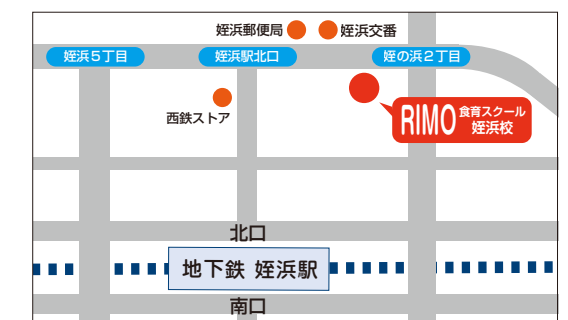 姪浜郵便局
姪浜交番
姪浜5丁目
姪浜駅北口
姪の浜2丁目
西鉄ストア
RIMO
食育スクール
姪浜校
北口
地下鉄 姪浜駅
南口